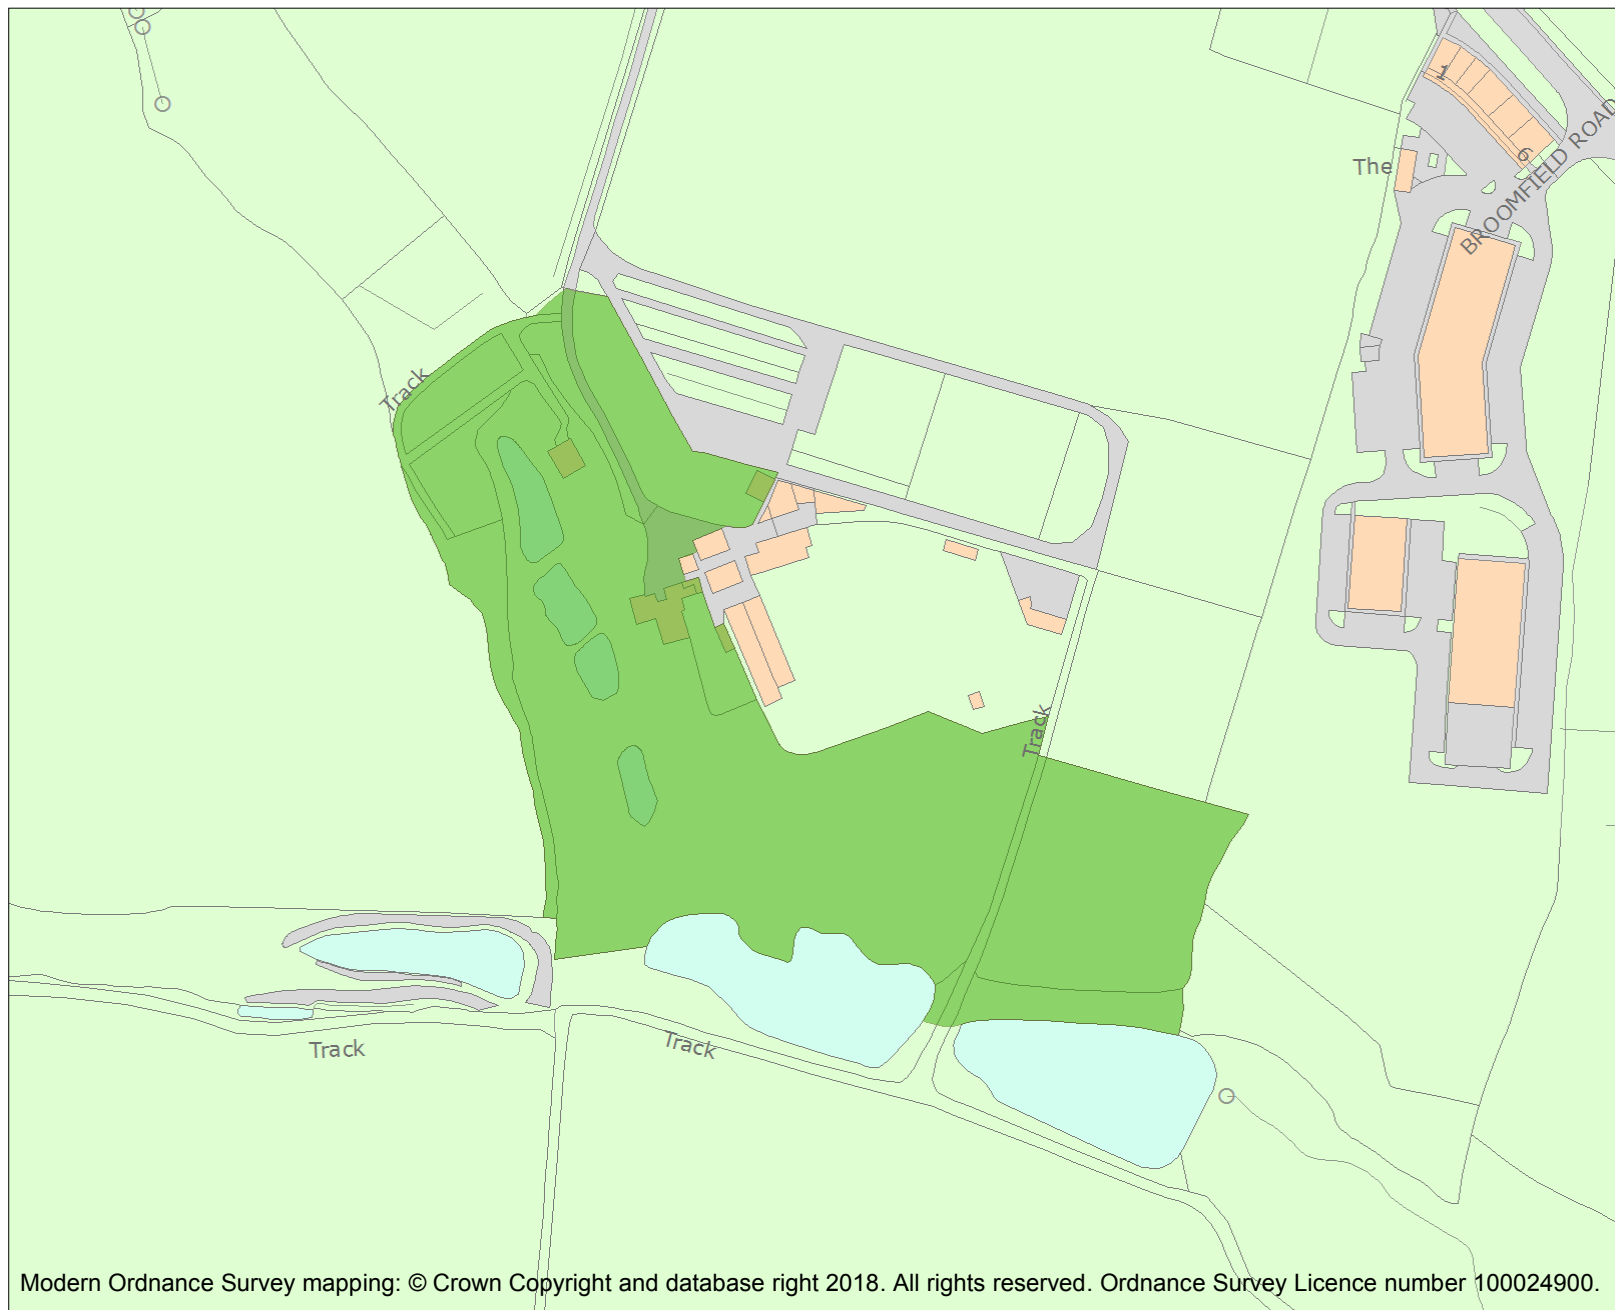 1
6
BROOMFIELD ROAD
The
Track
Track
Track
Track
Modern Ordnance Survey mapping: © Crown Copyright and database right 2018. All rights reserved. Ordnance Survey Licence number 100024900.